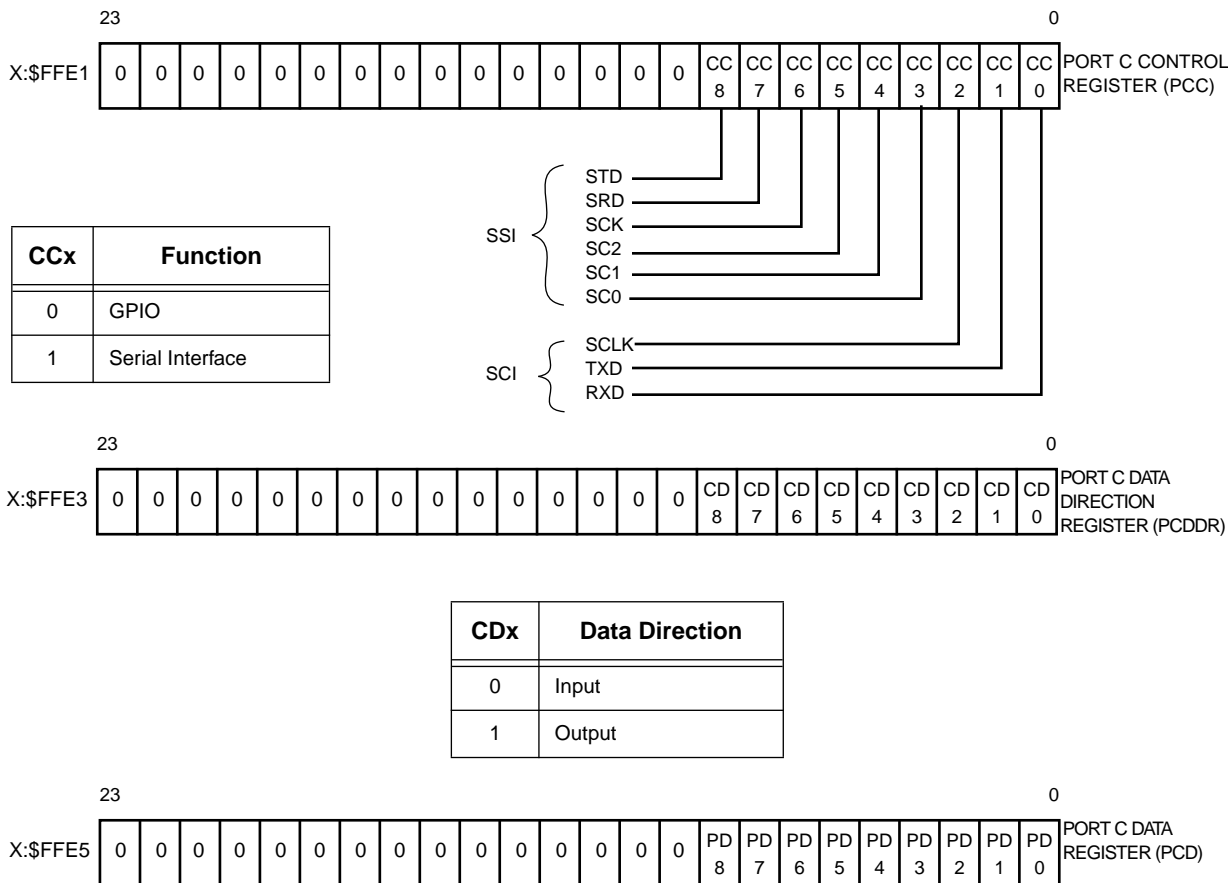 23 0
X:$FFE1 0 0 0 0 0 0 0 0 0 0 0 0 0 0 0 CC 8 CC 7 CC 6 CC 5 CC 4 CC 3 CC 2 CC 1 CC 0 PORT C CONTROL
REGISTER (PCC)
STD
SRD
SCK
SSI
SC2
SC1
SC0
SCLK
SCI
TXD
RXD
CCx Function
0 GPIO
1 Serial Interface
23 0
X:$FFE3 0 0 0 0 0 0 0 0 0 0 0 0 0 0 0 CD 8 CD 7 CD 6 CD 5 CD 4 CD 3 CD 2 CD 1 CD 0 PORT C DATA
DIRECTION
REGISTER (PCDDR)
CDx Data Direction
0 Input
1 Output
23 0
X:$FFE5 0 0 0 0 0 0 0 0 0 0 0 0 0 0 0 PD 8 PD 7 PD 6 PD 5 PD 4 PD 3 PD 2 PD 1 PD 0 PORT C DATA
REGISTER (PCD)